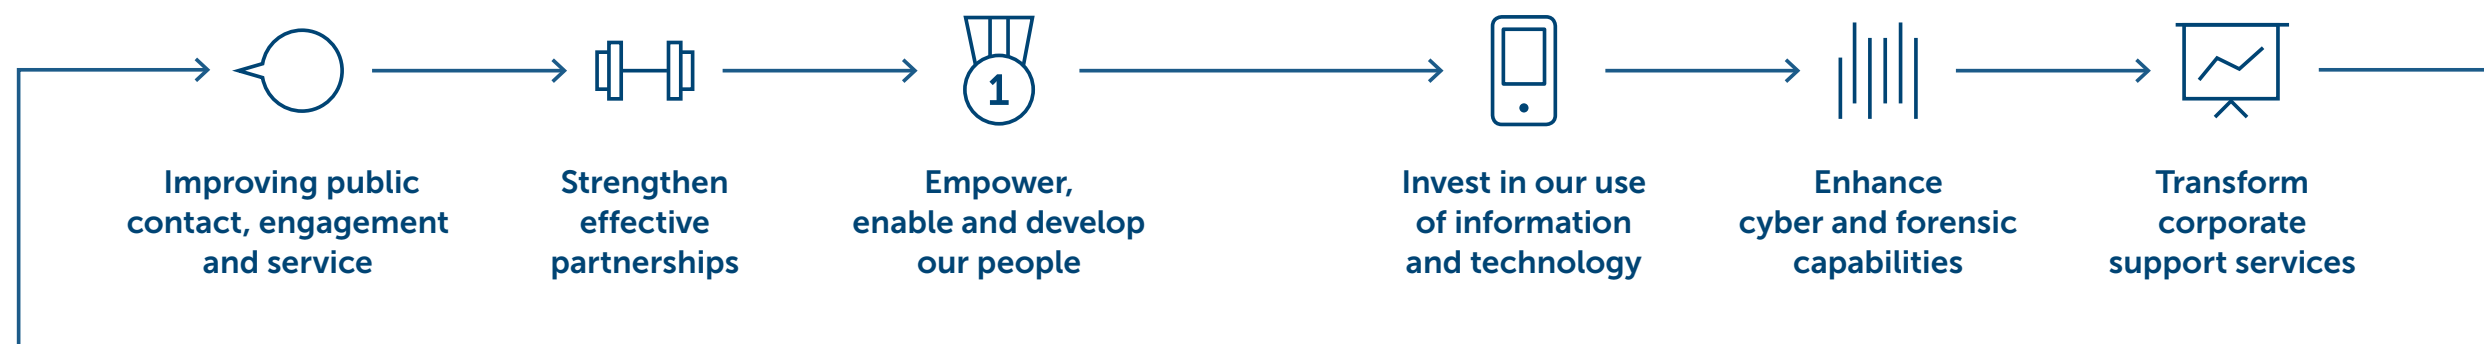 1
Improving public
contact, engagement
and service
Strengthen
effective
partnerships
Empower,
enable and develop
our people
Invest in our use
of information
and technology
Enhance
cyber and forensic
capabilities
Transform
corporate
support services